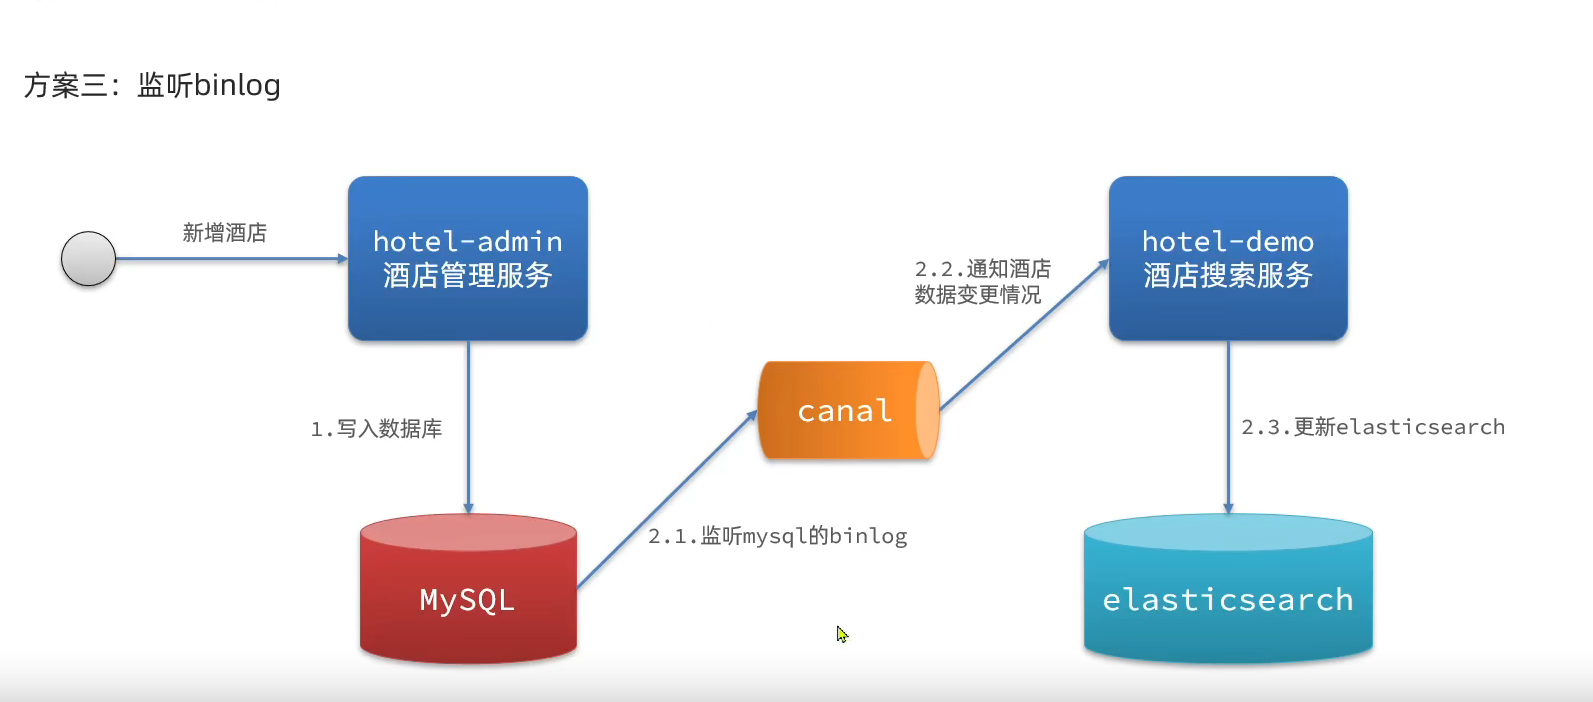 方案三：监听binlog
新增酒店
hotel-admin
酒店管理服务
1.写入数据库
MySQL
2.1.监听mysql的binlog
canal
2.2.通知酒店
数据变更情况
hotel-demo
酒店搜索服务
2.3.更新elasticsearch
elasticsearch